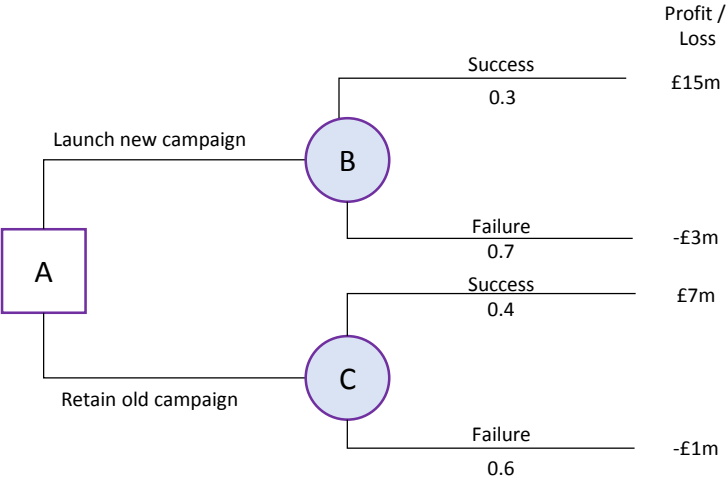 Profit /
Loss
Success
£15m
0.3
Launch new campaign
B
Failure
-£3m
0.7
A
Success
£7m
0.4
C
Retain old campaign
Failure
-£1m
0.6